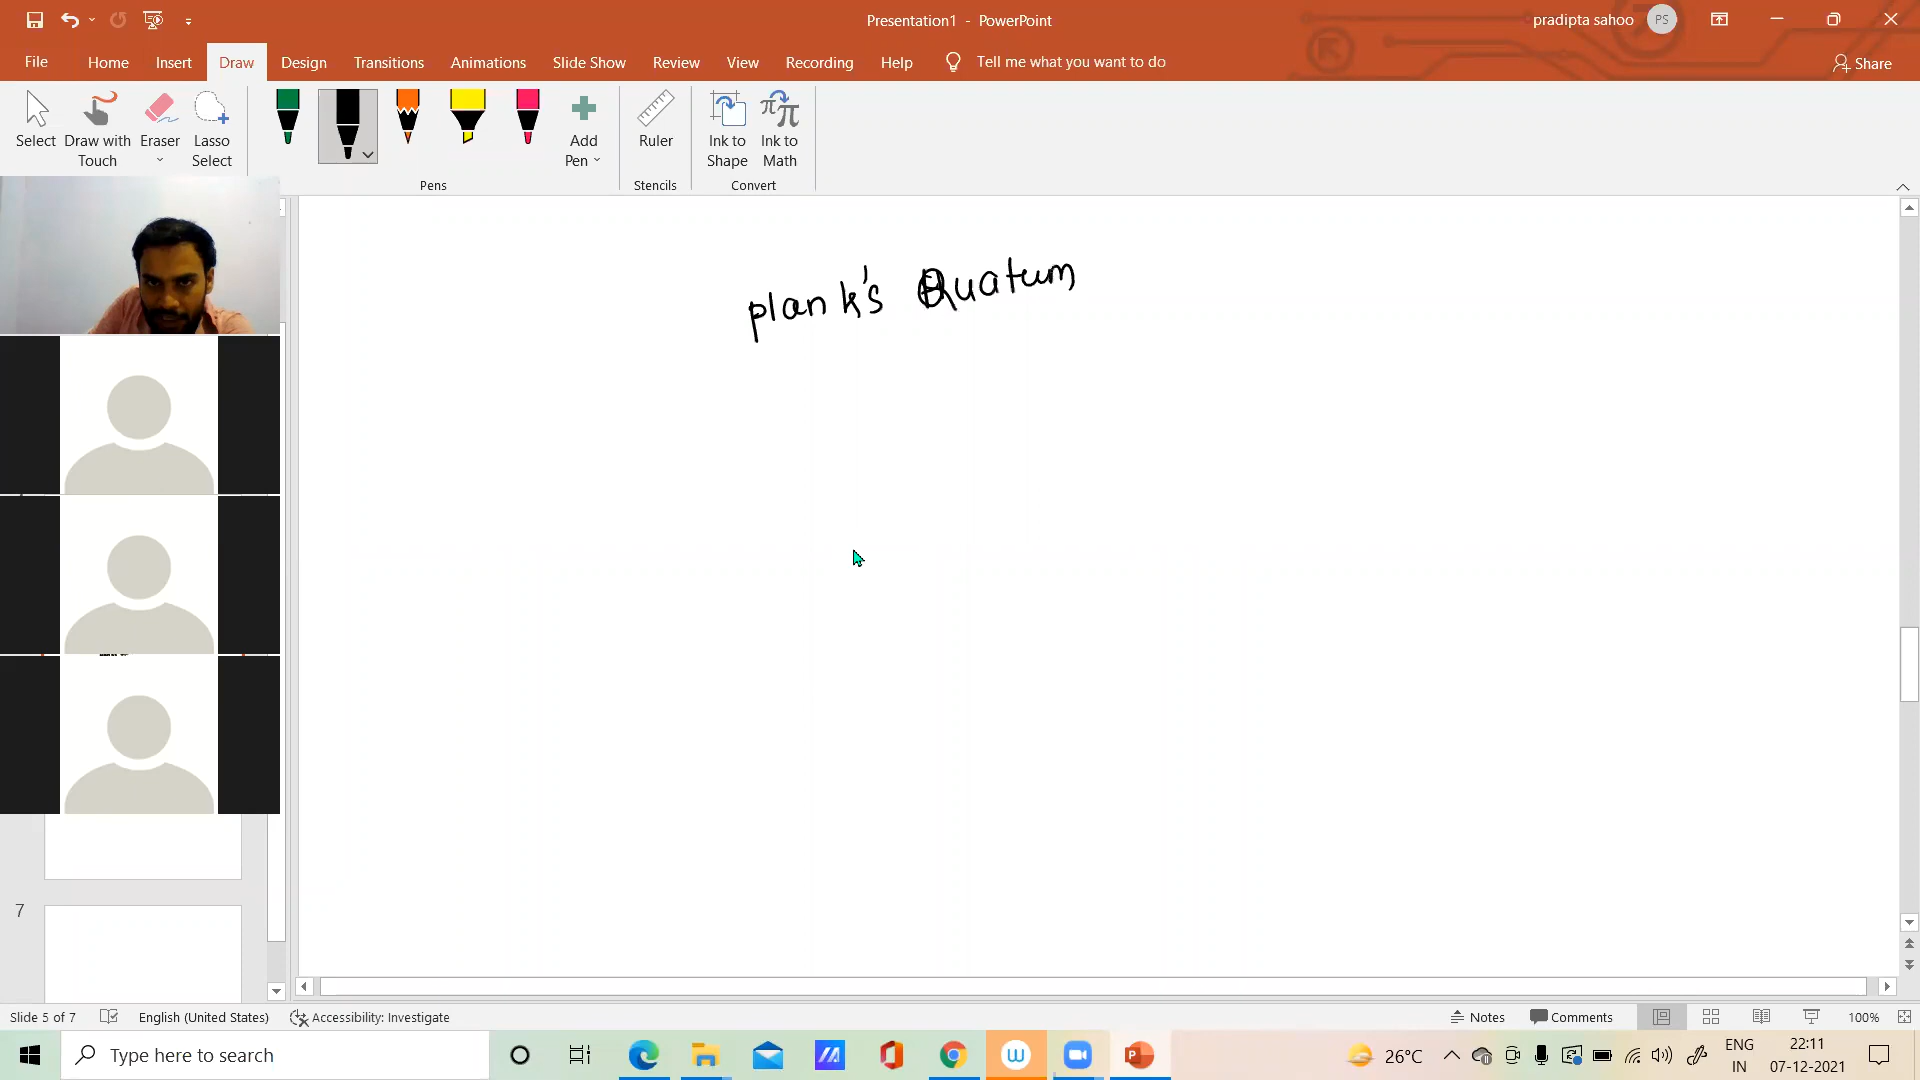 Presentation1 - PowerPoint
pradipta sahoo PS
File Home Insert Draw Design Transitions Animations Slide Show Review View Recording Help Tell me what you want to do Share
Select
Draw with Touch
Eraser
Lasso Select
Add Pen
Ruler
Ink to Shape
Ink to Math
Pens Stencils Convert
plank's Quatum
7
Slide 5 of 7 English (United States) Accessibility: Investigate Notes Comments 100%
Type here to search
26°C
ENG
IN
22:11
07-12-2021